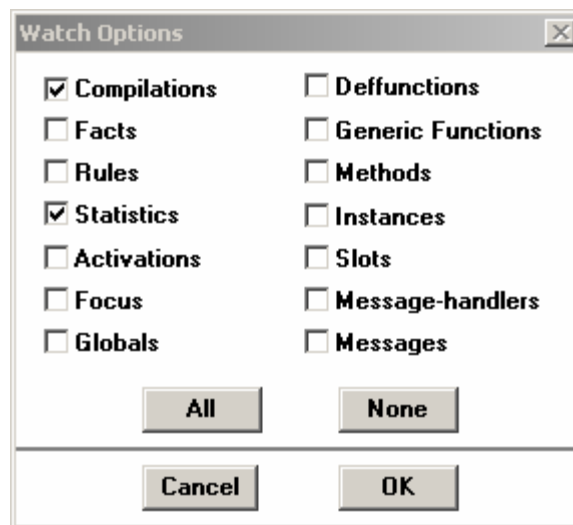 Watch Options
Compilations
Facts
Rules
Statistics
Activations
Focus
Globals
Deffunctions
Generic Functions
Methods
Instances
Slots
Message-handlers
Messages
All
None
Cancel
OK